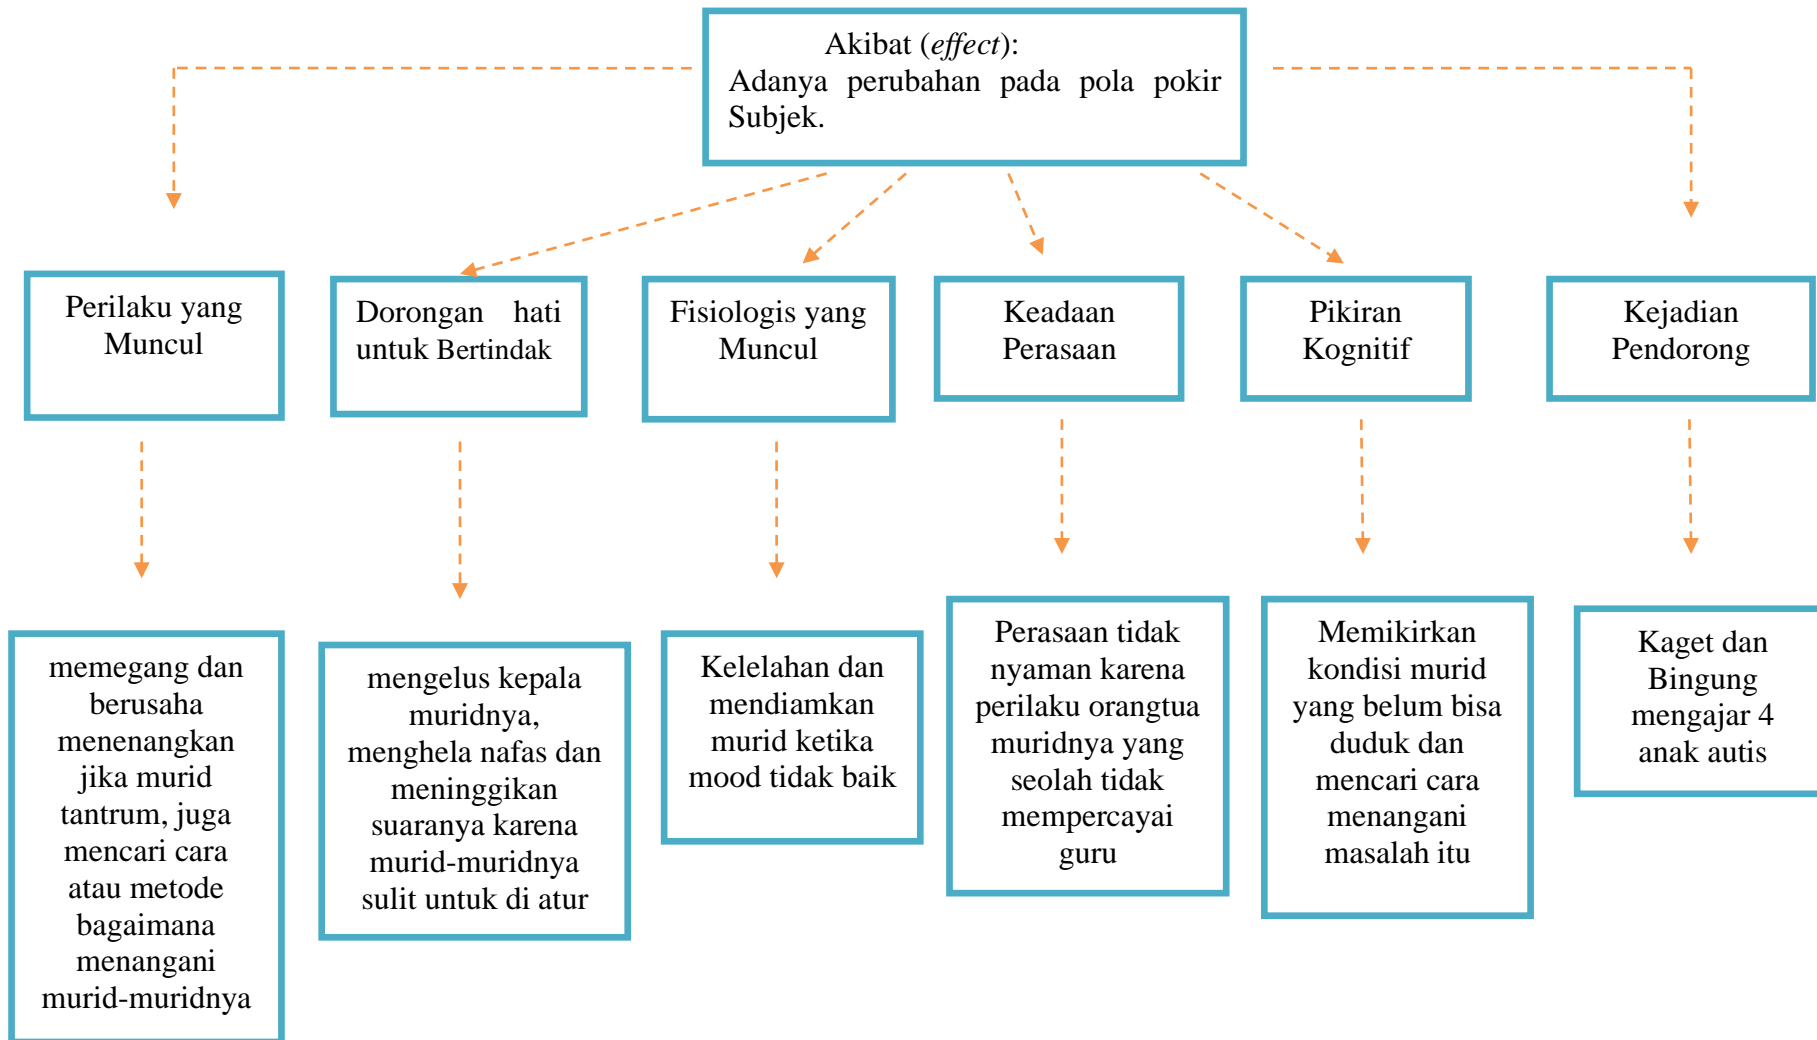 Akibat (effect):
Adanya perubahan pada pola pokir
Subjek.
Perilaku yang
Muncul
Dorongan hati
untuk Bertindak
Fisiologis yang
Muncul
Keadaan
Perasaan
Pikiran
Kognitif
Kejadian
Pendorong
memegang dan
berusaha
menenangkan
jika murid
tantrum, juga
mencari cara
atau metode
bagaimana
menangani
murid-muridnya
mengelus kepala
muridnya,
menghela nafas dan
meninggikan
suaranya karena
murid-muridnya
sulit untuk di atur
Kelelahan dan
mendiamkan
murid ketika
mood tidak baik
Perasaan tidak
nyaman karena
perilaku orangtua
muridnya yang
seolah tidak
mempercayai
guru
Memikirkan
kondisi murid
yang belum bisa
duduk dan
mencari cara
menangani
masalah itu
Kaget dan
Bingung
mengajar 4
anak autis